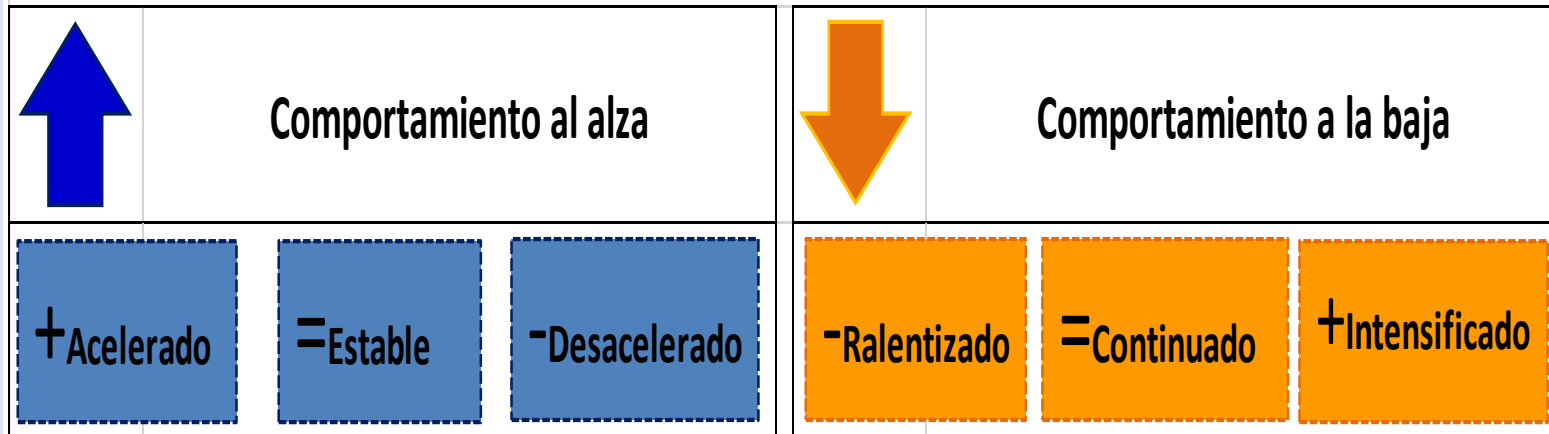 Comportamiento al alza
Comportamiento a la baja
+Acelerado
=Estable
-Desacelerado
-Ralentizado
=Continuado
+Intensificado